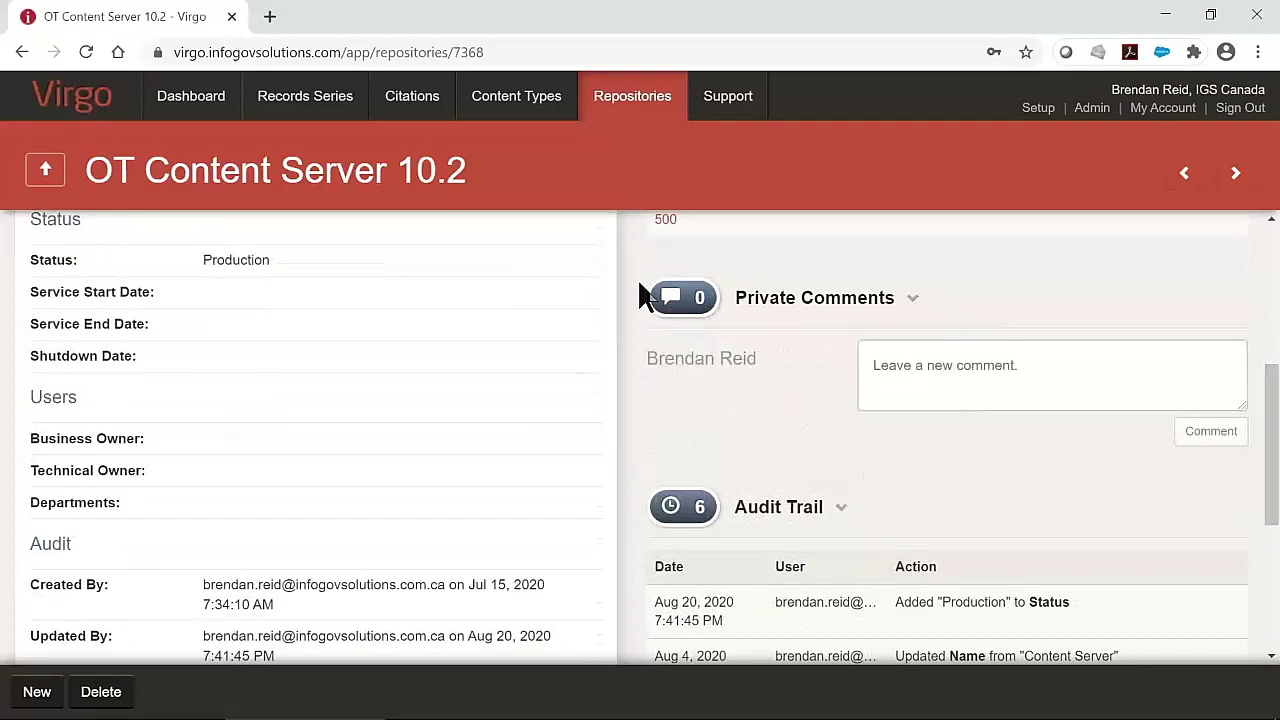 OT Content Server 10.2 - Virgo
virgo.infogovsolutions.com/app/repositories/7368
Virgo
Dashboard
Records Series
Citations
Content Types
Repositories
Support
Brendan Reid, IGS Canada
Setup | Admin | My Account | Sign Out
OT Content Server 10.2
Status
Status: Production
Service Start Date:
Service End Date:
Shutdown Date:
Users
Business Owner:
Technical Owner:
Departments:
Audit
Created By: brendan.reid@infogovsolutions.com.ca on Jul 15, 2020
7:34:10 AM
Updated By: brendan.reid@infogovsolutions.com.ca on Aug 20, 2020
7:41:45 PM
500
0 Private Comments
Brendan Reid
Leave a new comment.
Comment
6 Audit Trail
Date User Action
Aug 20, 2020 brendan.reid@... Added "Production" to Status
7:41:45 PM
Aug 4, 2020 brendan.reid@... Updated Name from "Content Server"
New
Delete